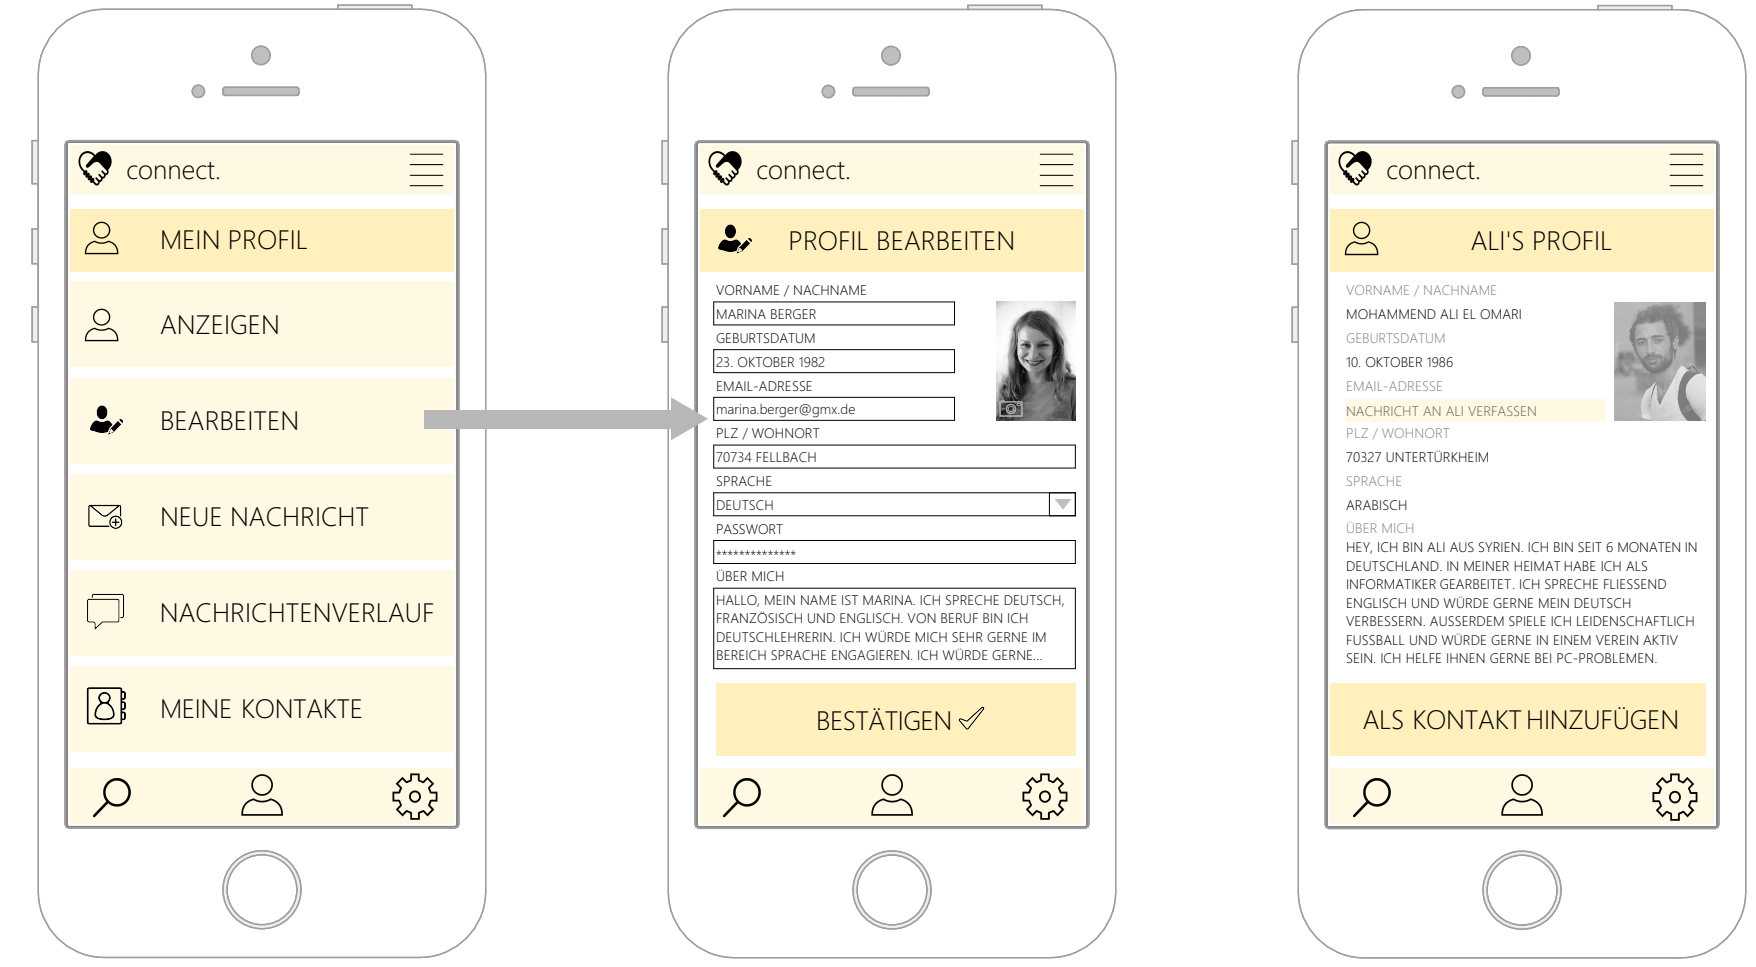 connect.
MEIN PROFIL
ANZEIGEN
BEARBEITEN
NEUE NACHRICHT
NACHRICHTENVERLAUF
MEINE KONTAKTE
connect.
PROFIL BEARBEITEN
VORNAME / NACHNAME
MARINA BERGER
GEBURTSDATUM
23. OKTOBER 1982
EMAIL-ADRESSE
marina.berger@gmx.de
PLZ / WOHNORT
70734 FELLBACH
SPRACHE
DEUTSCH
PASSWORT
**************
ÜBER MICH
HALLO, MEIN NAME IST MARINA. ICH SPRECHE DEUTSCH,
FRANZÖSISCH UND ENGLISCH. VON BERUF BIN ICH
DEUTSCHLEHRERIN. ICH WÜRDE MICH SEHR GERNE IM
BEREICH SPRACHE ENGAGIEREN. ICH WÜRDE GERNE...
BESTÄTIGEN
connect.
ALI'S PROFIL
VORNAME / NACHNAME
MOHAMMEND ALI EL OMARI
GEBURTSDATUM
10. OKTOBER 1986
EMAIL-ADRESSE
NACHRICHT AN ALI VERFASSEN
PLZ / WOHNORT
70327 UNTERTÜRKHEIM
SPRACHE
ARABISCH
ÜBER MICH
HEY, ICH BIN ALI AUS SYRIEN. ICH BIN SEIT 6 MONATEN IN
DEUTSCHLAND. IN MEINER HEIMAT HABE ICH ALS
INFORMATIKER GEARBEITET. ICH SPRECHE FLIESSEND
ENGLISCH UND WÜRDE GERNE MEIN DEUTSCH
VERBESSERN. AUSSERDEM SPIELE ICH LEIDENSCHAFTLICH
FUSSBALL UND WÜRDE GERNE IN EINEM VEREIN AKTIV
SEIN. ICH HELFE IHNEN GERNE BEI PC-PROBLEMEN.
ALS KONTAKT HINZUFÜGEN